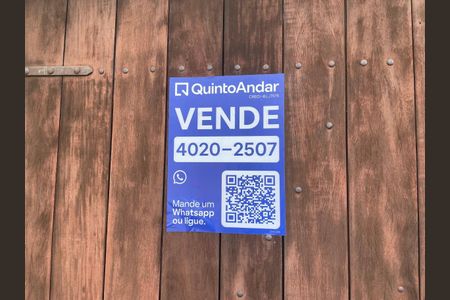 QuintoAndar
VENDE
4020-2507
Mande um
Whatsapp
ou ligue.